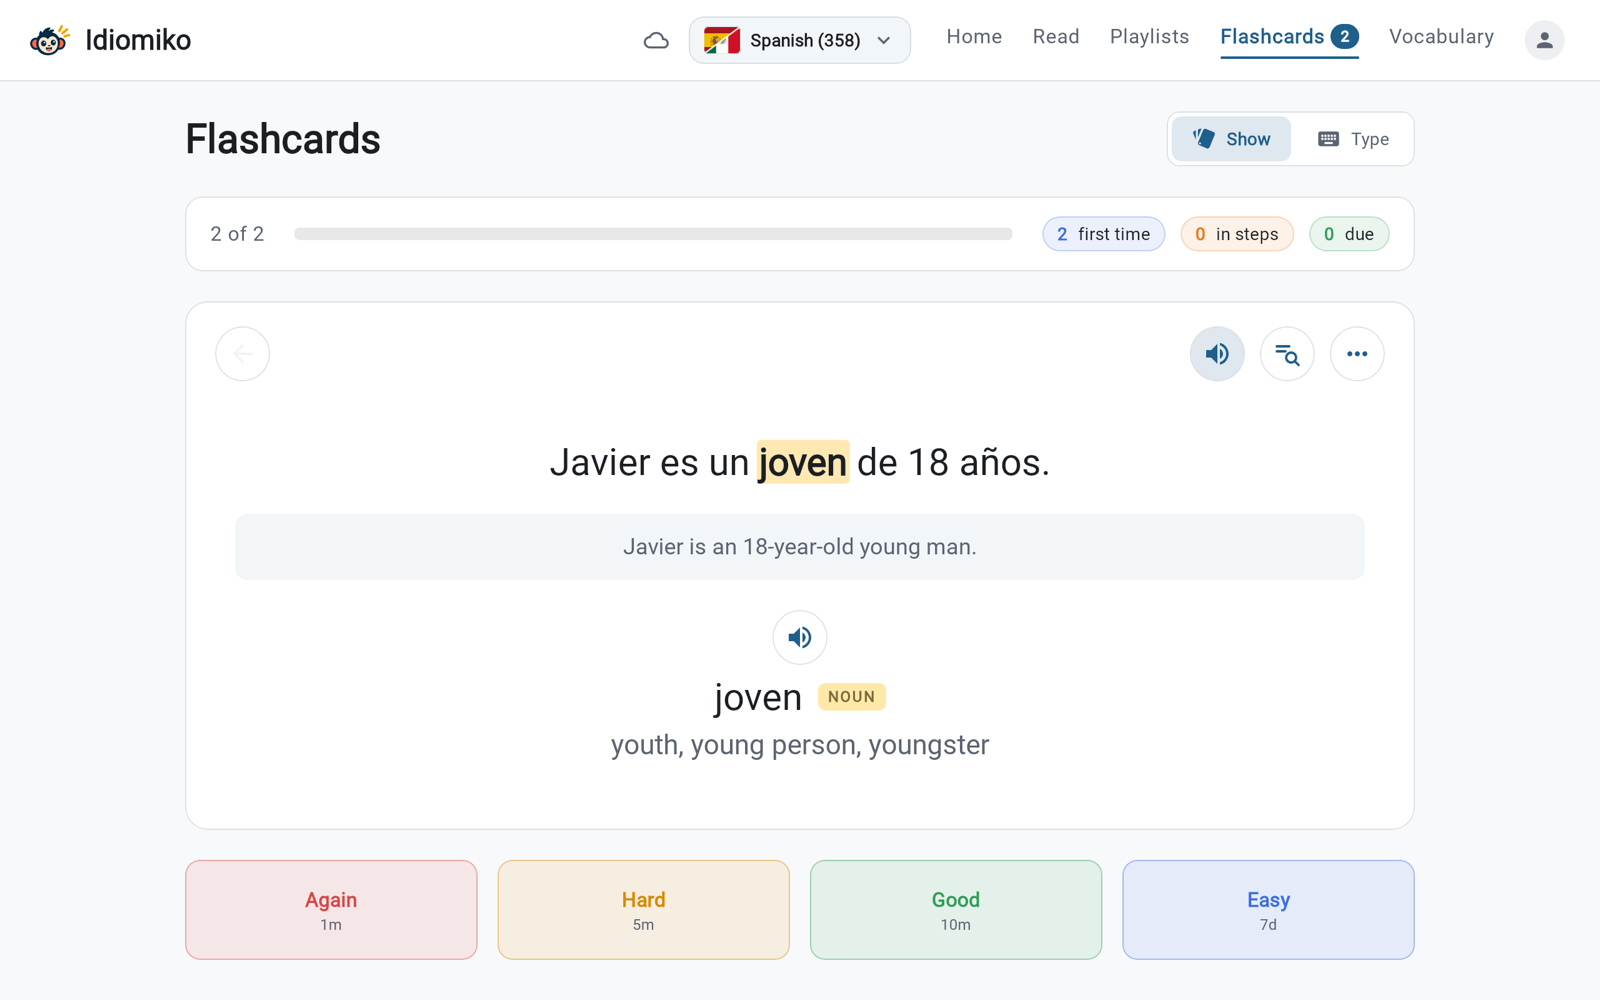 Idiomiko
Spanish (358)
Home
Read
Playlists
Flashcards 2
Vocabulary
Flashcards
Show
Type
2 of 2
2 first time
0 in steps
0 due
Javier es un joven de 18 años.
Javier is an 18-year-old young man.
joven NOUN
youth, young person, youngster
Again
1m
Hard
5m
Good
10m
Easy
7d